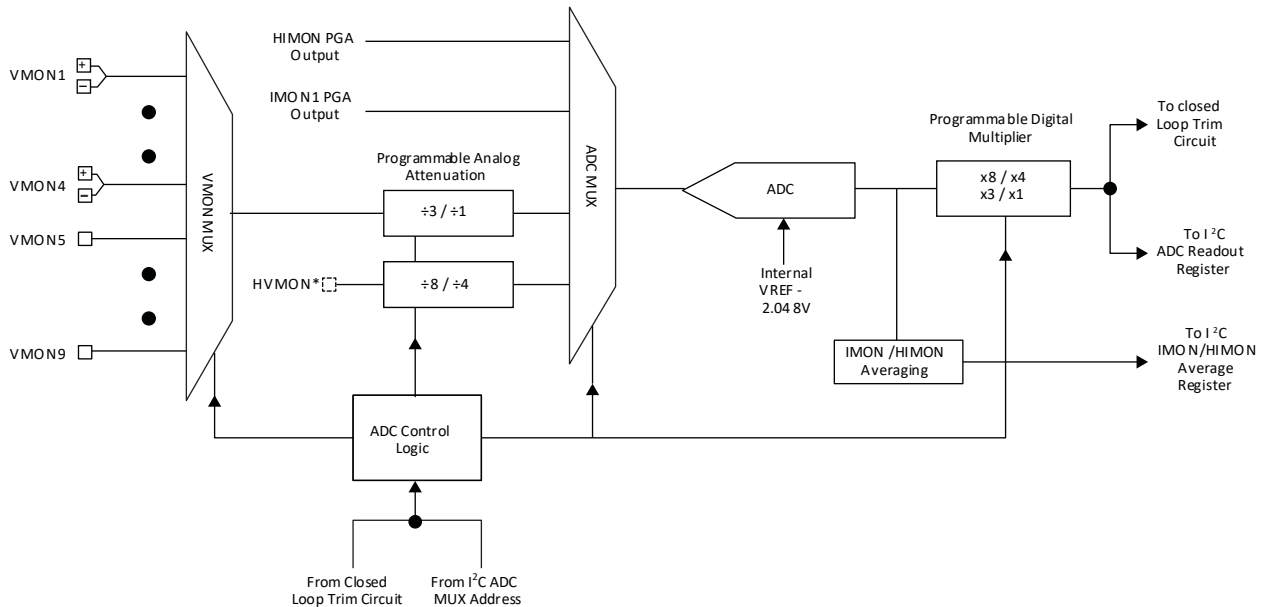 HIMON PGA
Output
VMON1
+
−
IMON1 PGA
Output
VMON4
+
−
VMON5
VMON9
VMON MUX
Programmable Analog
Attenuation
÷3 / ÷1
HVMON*
÷8 / ÷4
ADC MUX
ADC
Internal
VREF -
2.048V
Programmable Digital
Multiplier
x8 / x4
x3 / x1
To closed
Loop Trim
Circuit
To I²C
ADC Readout
Register
IMON /HIMON
Averaging
To I²C
IMON/HIMON
Average
Register
ADC Control
Logic
From Closed
Loop Trim Circuit
From I²C ADC
MUX Address